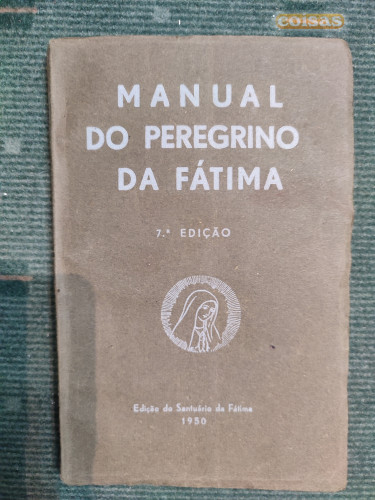 coisas
MANUAL
DO PEREGRINO
DA FÁTIMA
7.ª EDIÇÃO
Edição do Santuário da Fátima
1950